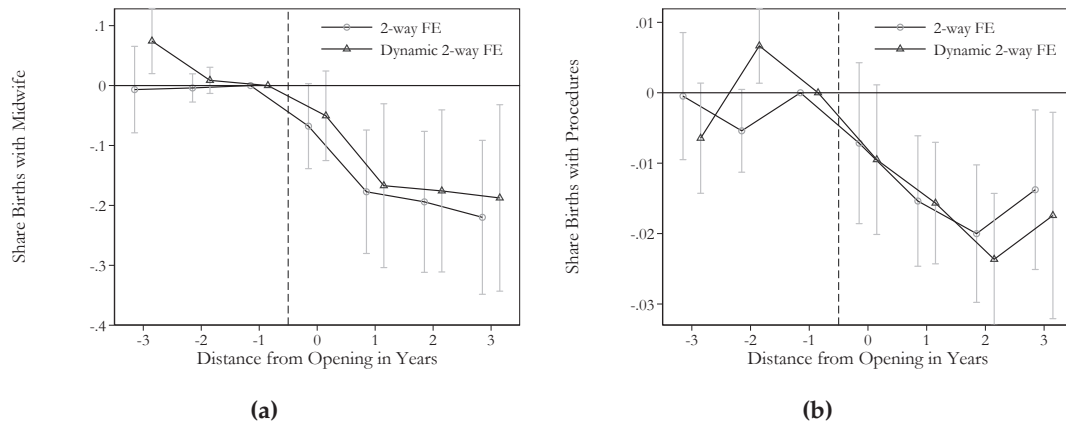 Share Births with Midwife
.1
0
-.1
-.2
-.3
-.4
2-way FE
Dynamic 2-way FE
-3 -2 -1 0 1 2 3
Distance from Opening in Years
(a)
Share Births with Procedures
.01
0
-.01
-.02
-.03
2-way FE
Dynamic 2-way FE
-3 -2 -1 0 1 2 3
Distance from Opening in Years
(b)